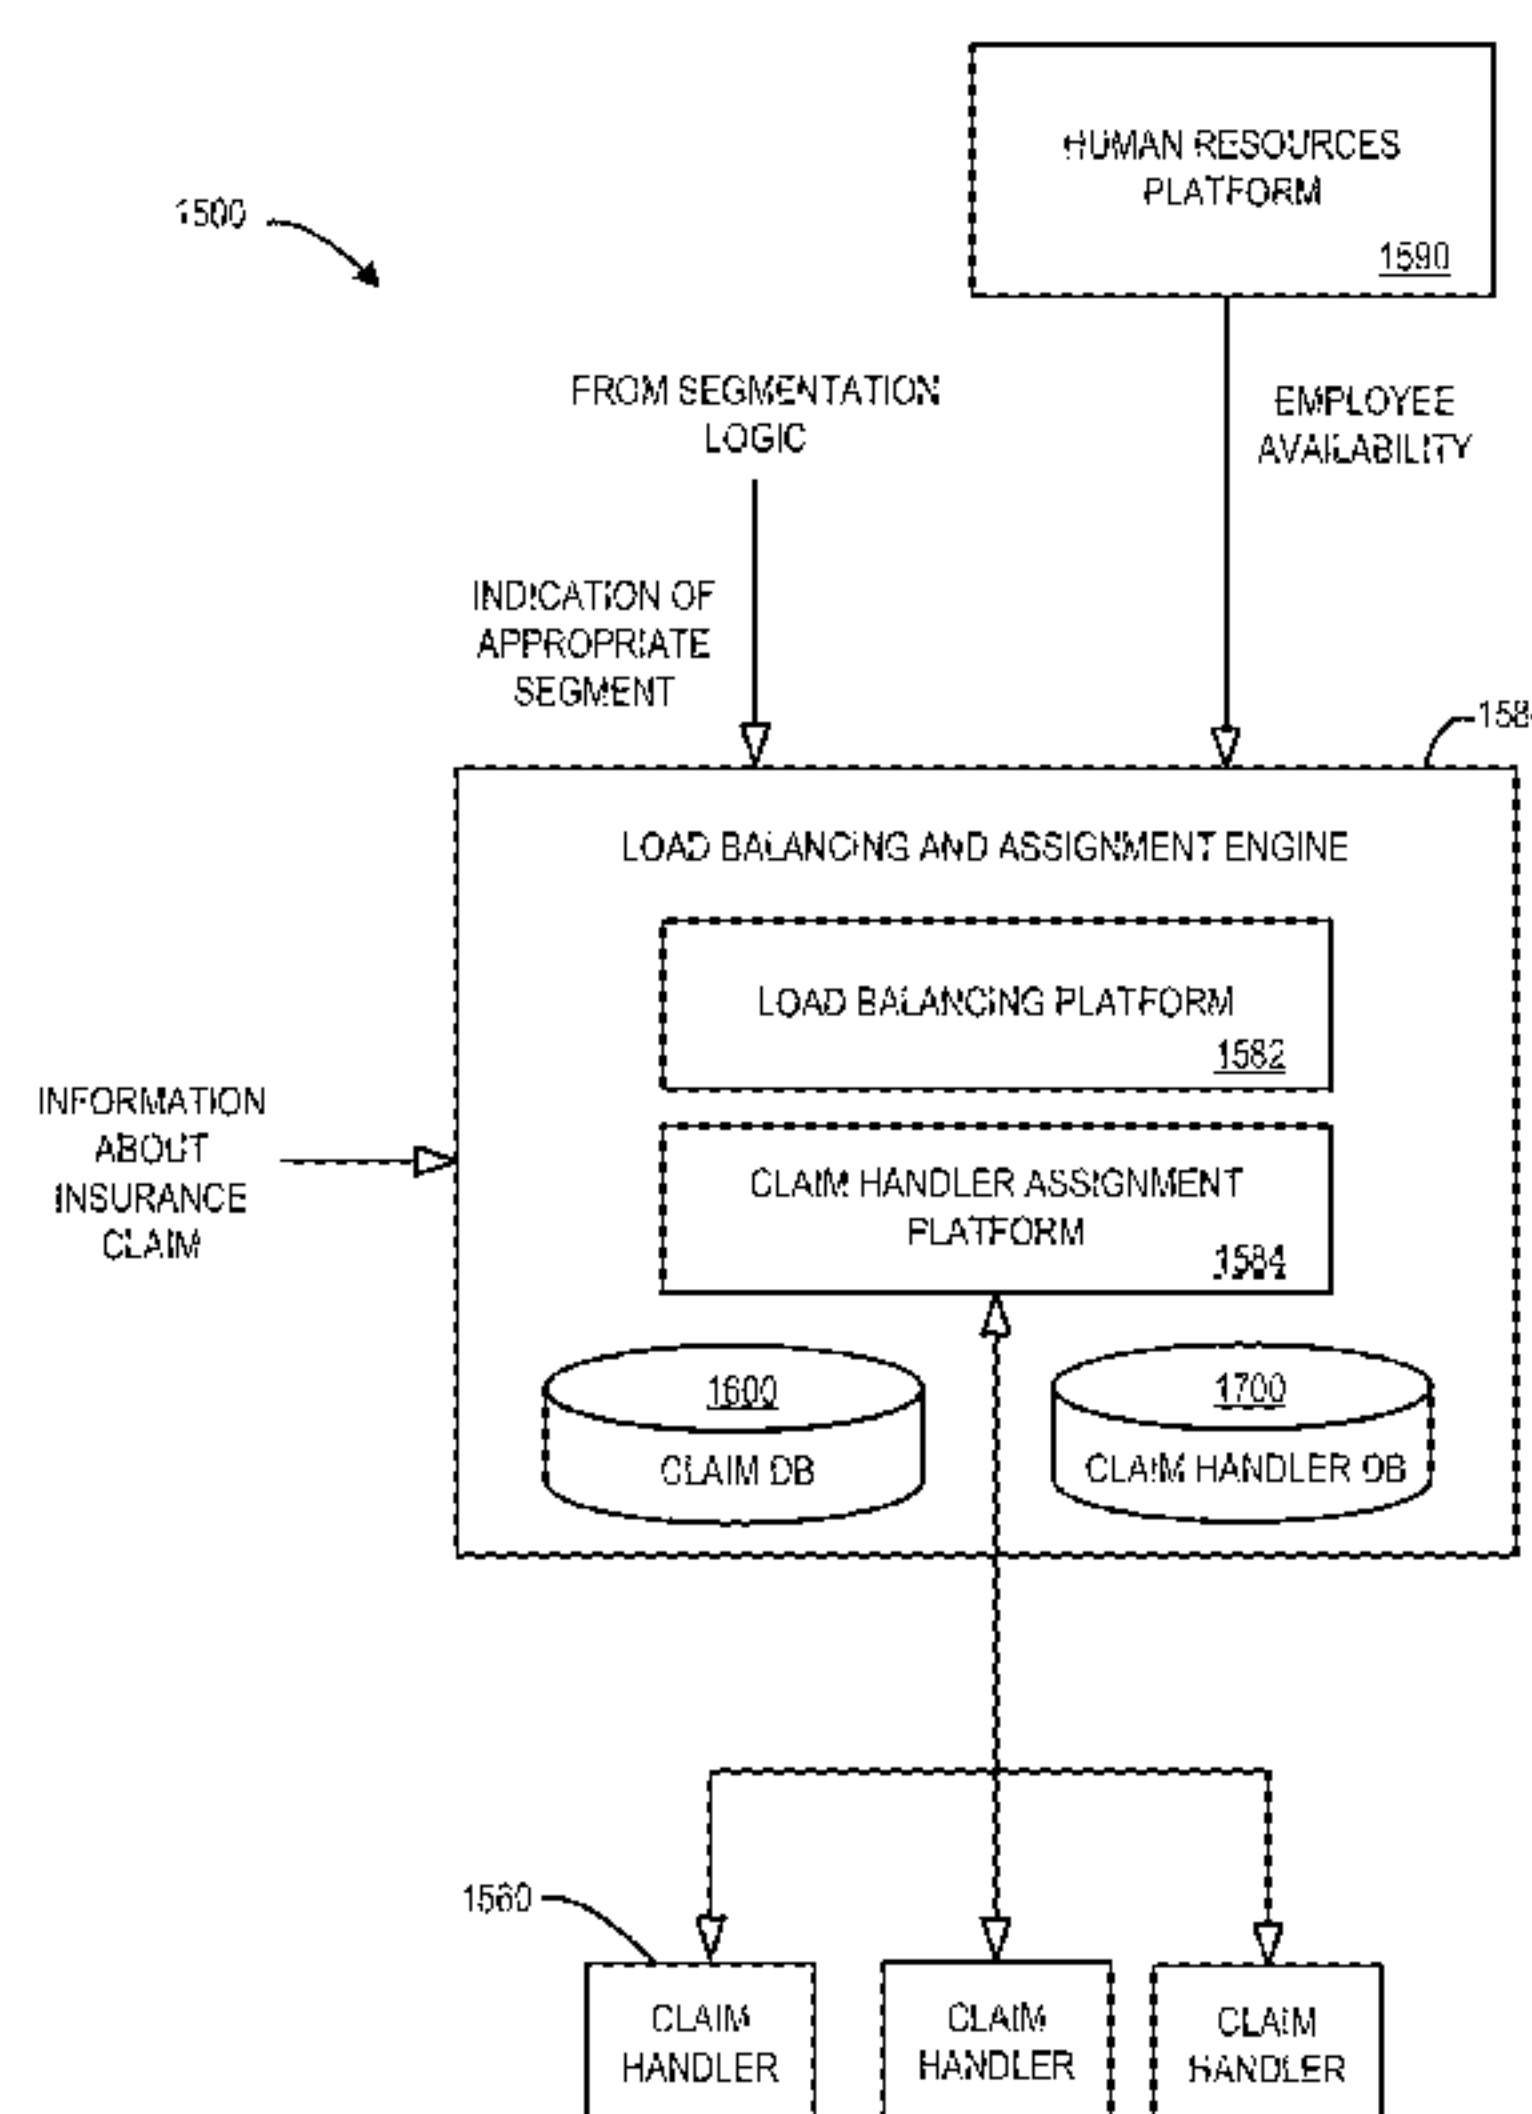 HUMAN RESOURCES
PLATFORM
1590
1500
FROM SEGMENTATION
LOGIC
EMPLOYEE
AVAILABILITY
INDICATION OF
APPROPRIATE
SEGMENT
LOAD BALANCING AND ASSIGNMENT ENGINE
LOAD BALANCING PLATFORM
1582
INFORMATION
ABOUT
INSURANCE
CLAIM
CLAIM HANDLER ASSIGNMENT
PLATFORM
1584
1600
CLAIM DB
1700
CLAIM HANDLER DB
1560
CLAIM
HANDLER
CLAIM
HANDLER
CLAIM
HANDLER